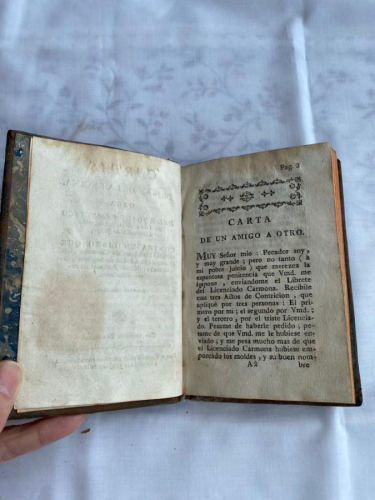 Pag. 3
CARTA
DE UN AMIGO A OTRO.
MUY Señor mio: Pecador soy,
y muy grande; pero no tanto (à
mi pobre juicio) que merezca la
espantosa penitencia que Vmd. me
impone, enviandome el Librete
del Licenciado Carmona. Recibile
con tres Actos de Contricion, que
apliqué por tres personas: El pri-
mero por mi; el segundo por Vmd.;
y el tercero, por el triste Licencia-
do. Pesame de haberle pedido; pe-
same de que Vmd. me le hubiese en-
viado; y me pesa mucho mas de que
el Licenciado Carmona hubiese em-
porcado los moldes, y su buen nom-
A2 bre